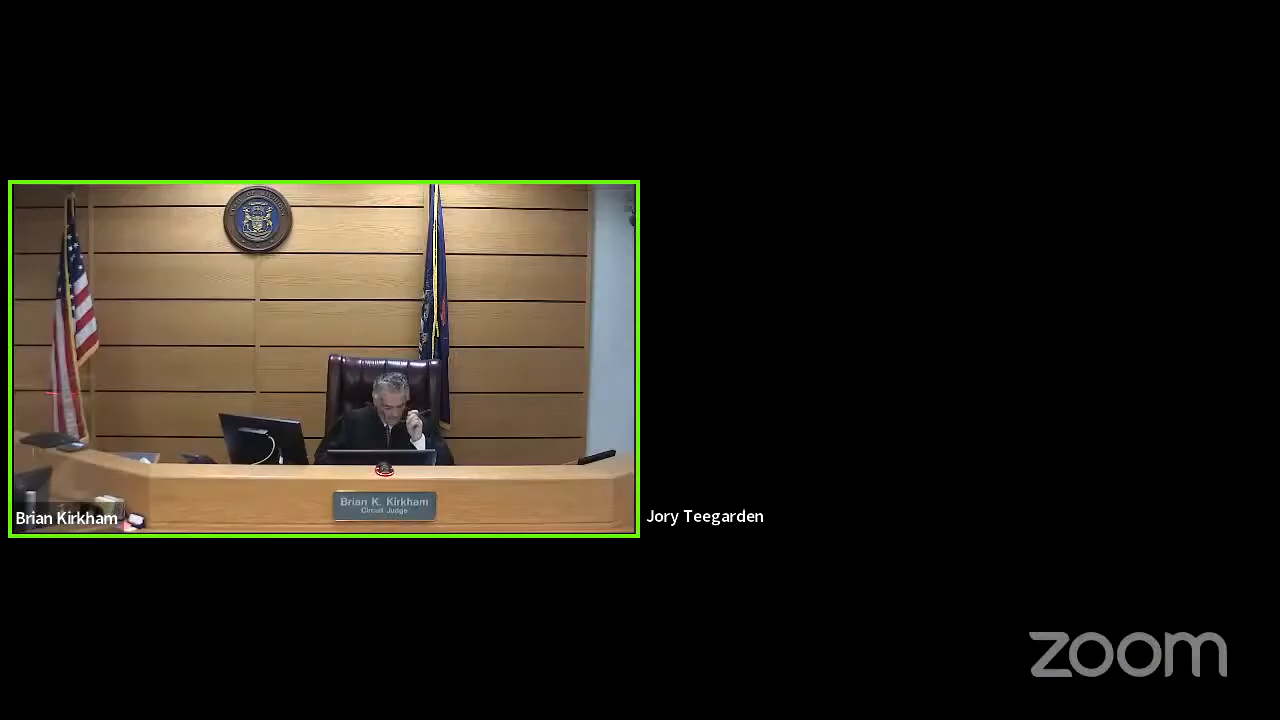 Brian K. Kirkham
Circuit Judge
Brian Kirkham
Jory Teegarden
zoom